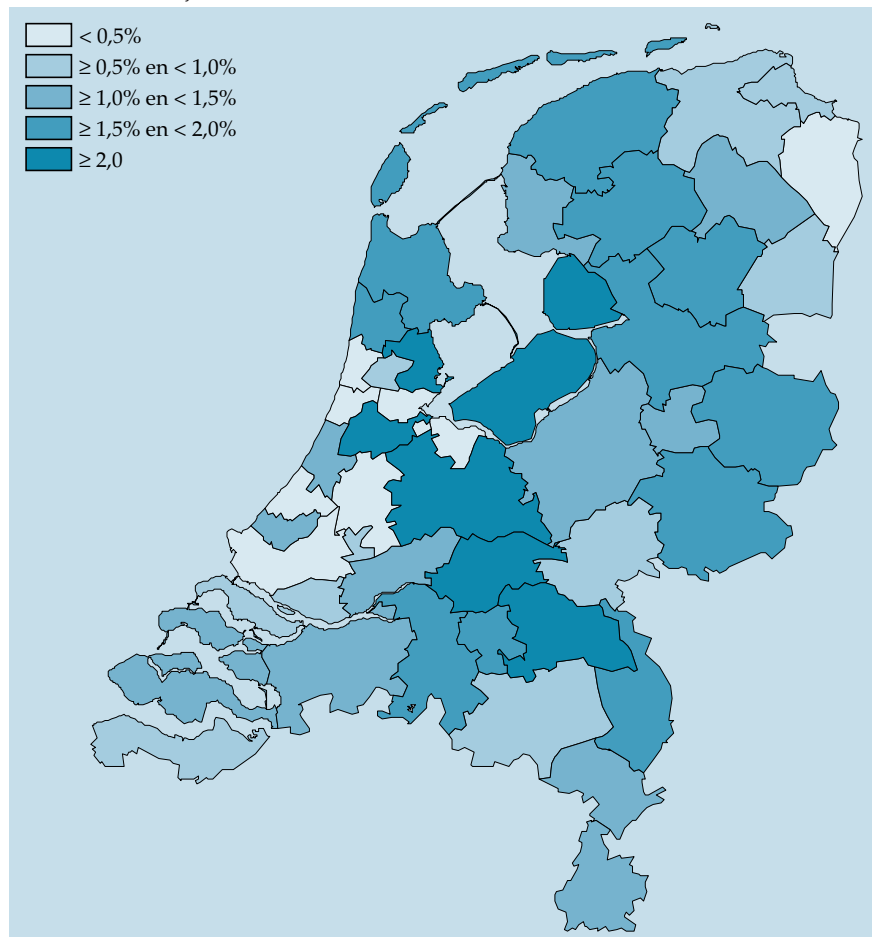 < 0,5%
≥ 0,5% en < 1,0%
≥ 1,0% en < 1,5%
≥ 1,5% en < 2,0%
≥ 2,0